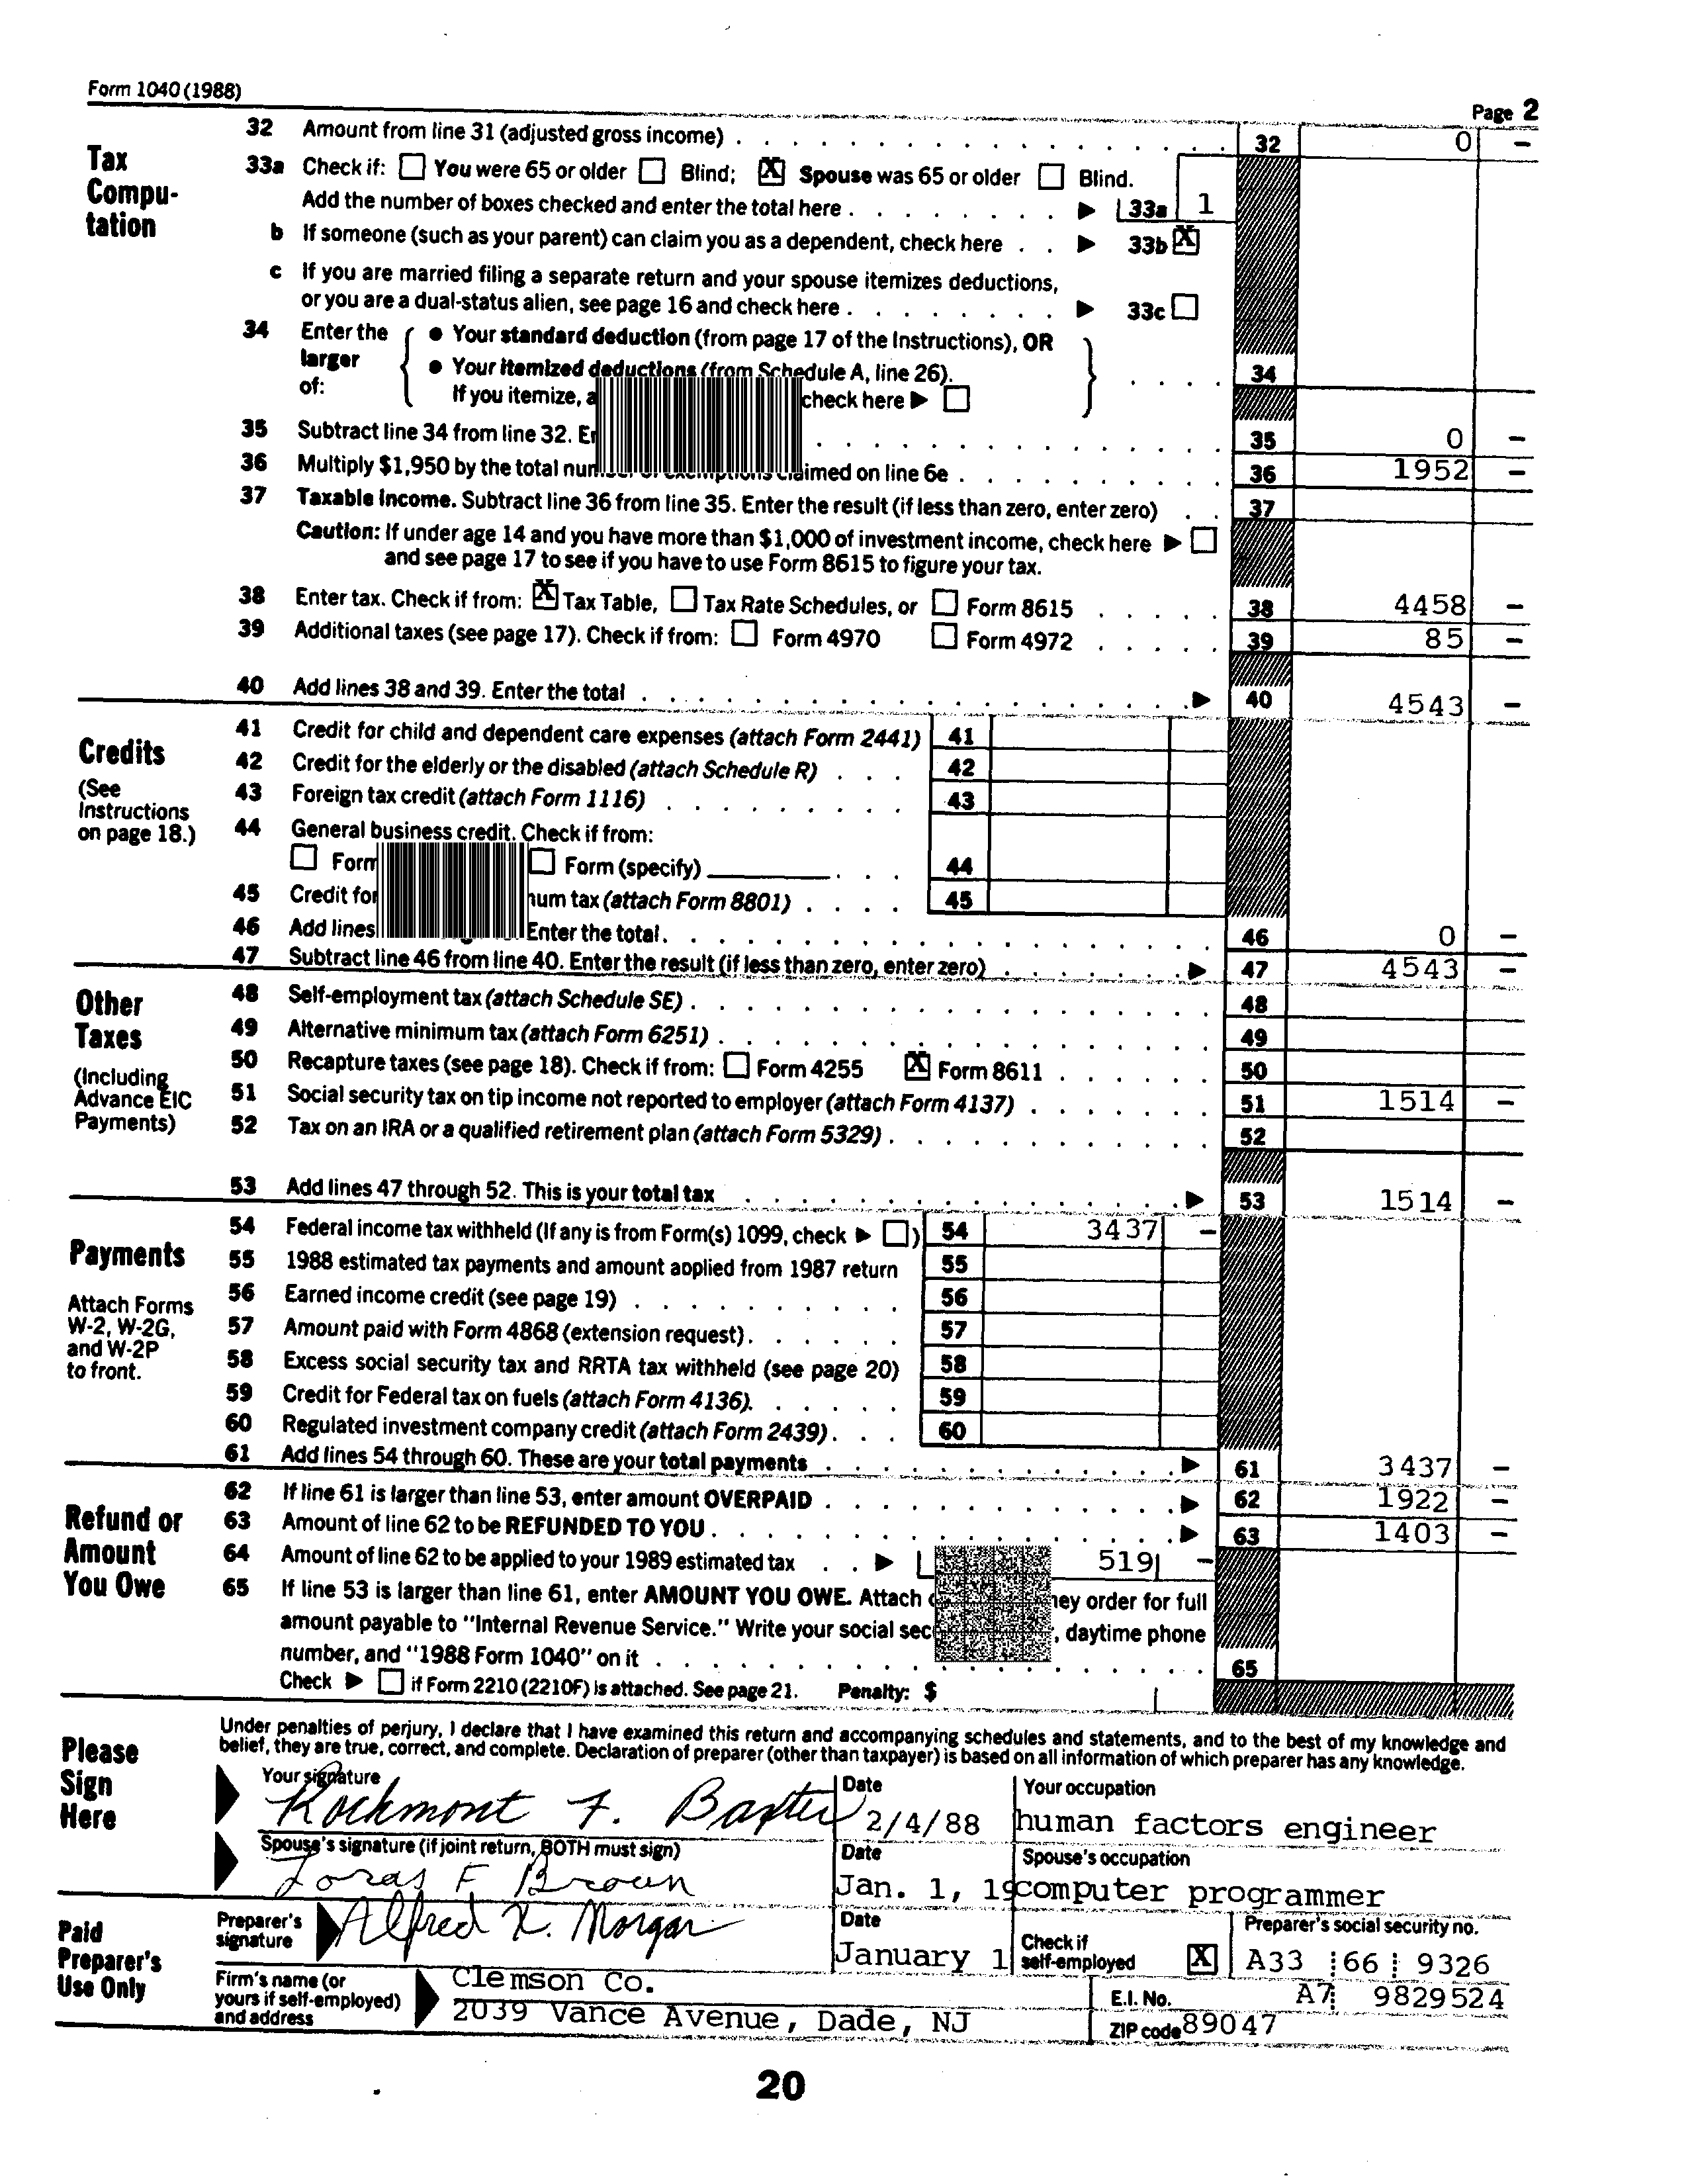 Form 1040 (1988)
Page 2
Tax Compu- tation
32 Amount from line 31 (adjusted gross income) 32 0 –
33a Check if: You were 65 or older Blind; X Spouse was 65 or older Blind.
Add the number of boxes checked and enter the total here 33a 1
b If someone (such as your parent) can claim you as a dependent, check here 33b X
c If you are married filing a separate return and your spouse itemizes deductions,
or you are a dual-status alien, see page 16 and check here 33c
34 Enter the larger of:
• Your standard deduction (from page 17 of the Instructions), OR
• Your itemized deductions (from Schedule A, line 26). 34
If you itemize, check here
35 Subtract line 34 from line 32. 35 0 –
36 Multiply $1,950 by the total claimed on line 6e 36 1952 –
37 Taxable Income. Subtract line 36 from line 35. Enter the result (if less than zero, enter zero) 37
Caution: If under age 14 and you have more than $1,000 of investment income, check here
and see page 17 to see if you have to use Form 8615 to figure your tax.
38 Enter tax. Check if from: X Tax Table, Tax Rate Schedules, or Form 8615 38 4458 –
39 Additional taxes (see page 17). Check if from: Form 4970 Form 4972 39 85 –
40 Add lines 38 and 39. Enter the total 40 4543 –
Credits
(See Instructions on page 18.)
41 Credit for child and dependent care expenses (attach Form 2441) 41
42 Credit for the elderly or the disabled (attach Schedule R) 42
43 Foreign tax credit (attach Form 1116) 43
44 General business credit. Check if from:
Form Form (specify) 44
45 Credit for tax (attach Form 8801) 45
46 Add lines Enter the total. 46 0 –
47 Subtract line 46 from line 40. Enter the result (if less than zero, enter zero) 47 4543 –
Other Taxes
(Including Advance EIC Payments)
48 Self-employment tax (attach Schedule SE) 48
49 Alternative minimum tax (attach Form 6251) 49
50 Recapture taxes (see page 18). Check if from: Form 4255 X Form 8611 50
51 Social security tax on tip income not reported to employer (attach Form 4137) 51 1514 –
52 Tax on an IRA or a qualified retirement plan (attach Form 5329) 52
53 Add lines 47 through 52. This is your total tax 53 1514 –
Payments
Attach Forms W-2, W-2G, and W-2P to front.
54 Federal income tax withheld (If any is from Form(s) 1099, check ) 54 3437 –
55 1988 estimated tax payments and amount applied from 1987 return 55
56 Earned income credit (see page 19) 56
57 Amount paid with Form 4868 (extension request) 57
58 Excess social security tax and RRTA tax withheld (see page 20) 58
59 Credit for Federal tax on fuels (attach Form 4136). 59
60 Regulated investment company credit (attach Form 2439) 60
61 Add lines 54 through 60. These are your total payments 61 3437 –
Refund or Amount You Owe
62 If line 61 is larger than line 53, enter amount OVERPAID 62 1922 –
63 Amount of line 62 to be REFUNDED TO YOU 63 1403 –
64 Amount of line 62 to be applied to your 1989 estimated tax 519 –
65 If line 53 is larger than line 61, enter AMOUNT YOU OWE. Attach order for full
amount payable to "Internal Revenue Service." Write your social , daytime phone
number, and "1988 Form 1040" on it 65
Check if Form 2210 (2210F) is attached. See page 21. Penalty: $
Please Sign Here
Under penalties of perjury, I declare that I have examined this return and accompanying schedules and statements, and to the best of my knowledge and
belief, they are true, correct, and complete. Declaration of preparer (other than taxpayer) is based on all information of which preparer has any knowledge.
Your signature Date Your occupation
Rockmont F. Baxter 2/4/88 human factors engineer
Spouse's signature (if joint return, BOTH must sign) Date Spouse's occupation
Loras F Brown Jan. 1, 19 computer programmer
Paid Preparer's Use Only
Preparer's signature Alfred X. Morgan Date January 1 Check if self-employed X
Preparer's social security no. A33 66 9326
Firm's name (or yours if self-employed) and address
Clemson Co. E.I. No. A7 9829524
2039 Vance Avenue, Dade, NJ ZIP code 89047
20